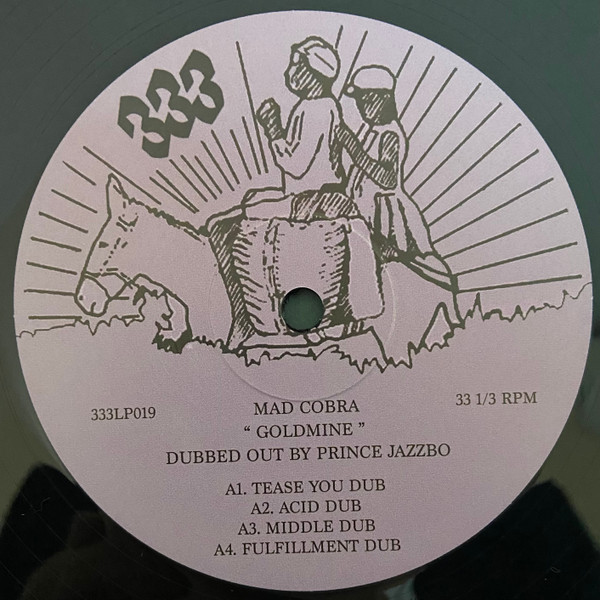 333
333LP019
MAD COBRA
33 1/3 RPM
“ GOLDMINE ”
DUBBED OUT BY PRINCE JAZZBO
A1. TEASE YOU DUB
A2. ACID DUB
A3. MIDDLE DUB
A4. FULFILLMENT DUB